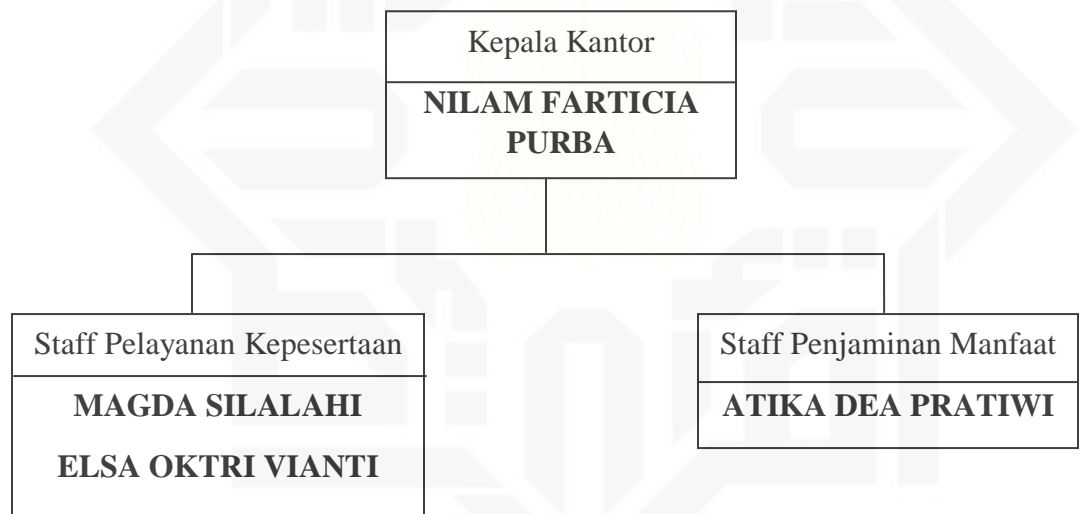 Kepala Kantor
NILAM FARTICIA
PURBA
Staff Pelayanan Kepesertaan
MAGDA SILALAHI
ELSA OKTRI VIANTI
Staff Penjaminan Manfaat
ATIKA DEA PRATIWI